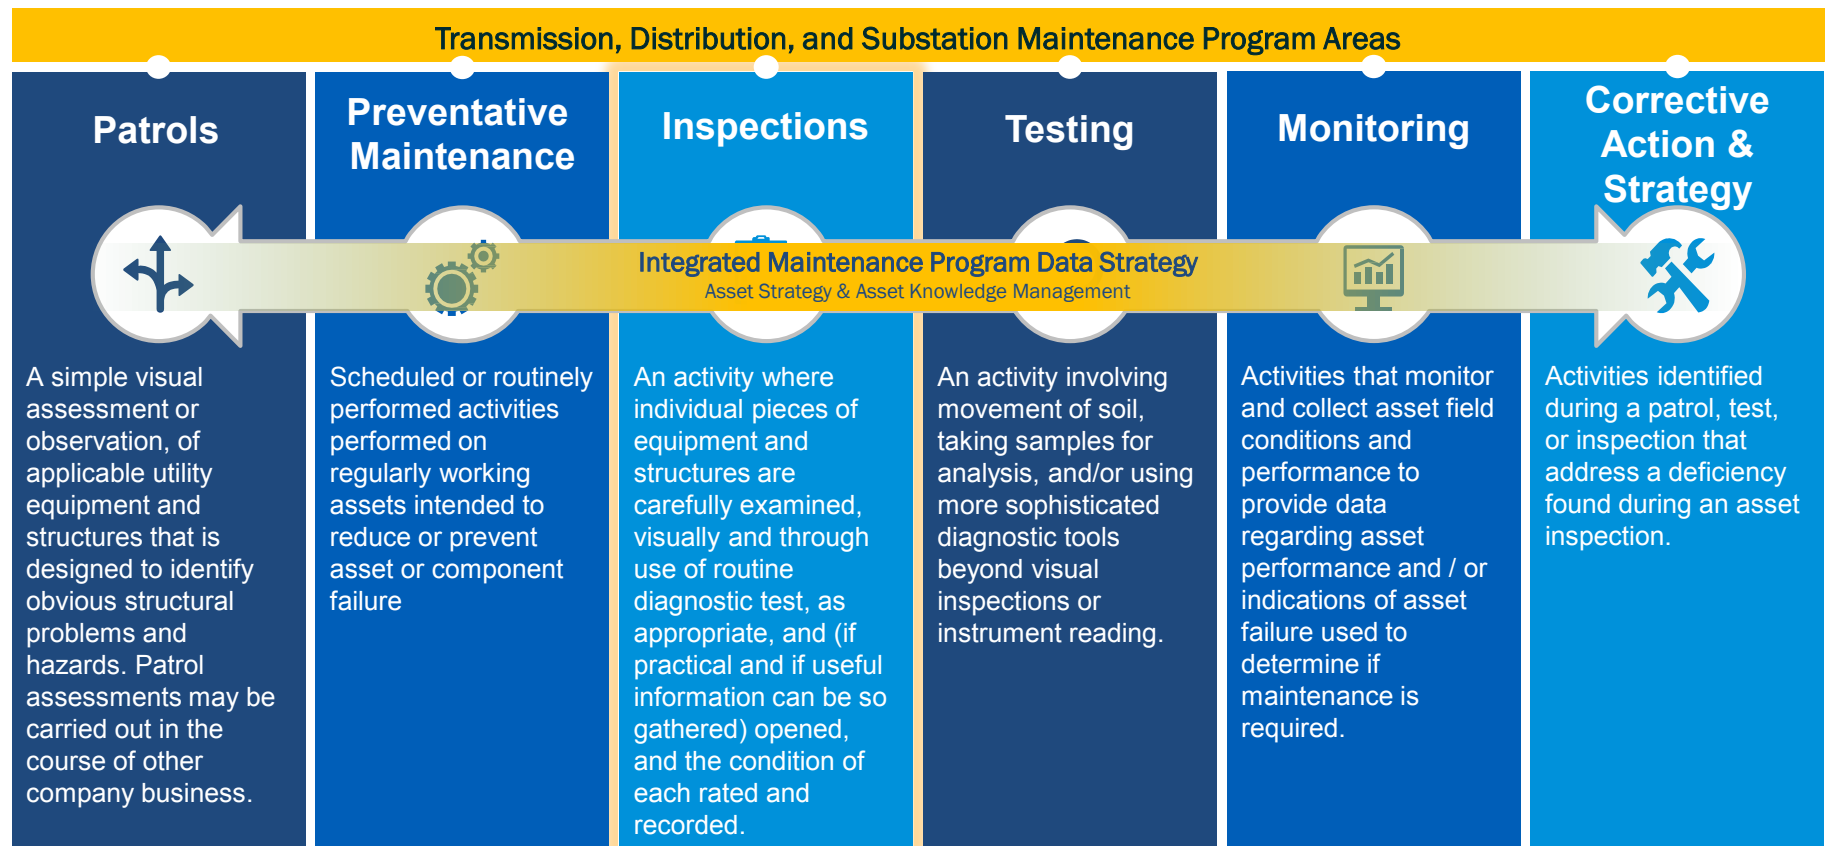 Transmission, Distribution, and Substation Maintenance Program Areas
Patrols
Preventative
Maintenance
Inspections
Testing
Monitoring
Corrective
Action &
Strategy
Integrated Maintenance Program Data Strategy
Asset Strategy & Asset Knowledge Management
A simple visual
assessment or
observation, of
applicable utility
equipment and
structures that is
designed to identify
obvious structural
problems and
hazards. Patrol
assessments may be
carried out in the
course of other
company business.
Scheduled or routinely
performed activities
performed on
regularly working
assets intended to
reduce or prevent
asset or component
failure
An activity where
individual pieces of
equipment and
structures are
carefully examined,
visually and through
use of routine
diagnostic test, as
appropriate, and (if
practical and if useful
information can be so
gathered) opened,
and the condition of
each rated and
recorded.
An activity involving
movement of soil,
taking samples for
analysis, and/or using
more sophisticated
diagnostic tools
beyond visual
inspections or
instrument reading.
Activities that monitor
and collect asset field
conditions and
performance to
provide data
regarding asset
performance and / or
indications of asset
failure used to
determine if
maintenance is
required.
Activities identified
during a patrol, test,
or inspection that
address a deficiency
found during an asset
inspection.